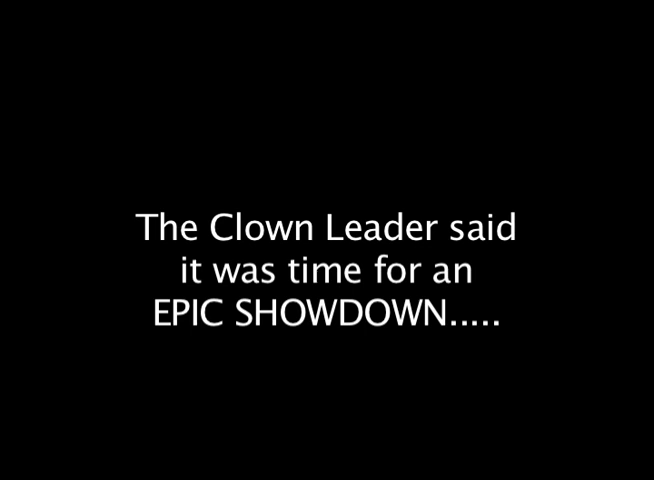 The Clown Leader said
it was time for an
EPIC SHOWDOWN.....